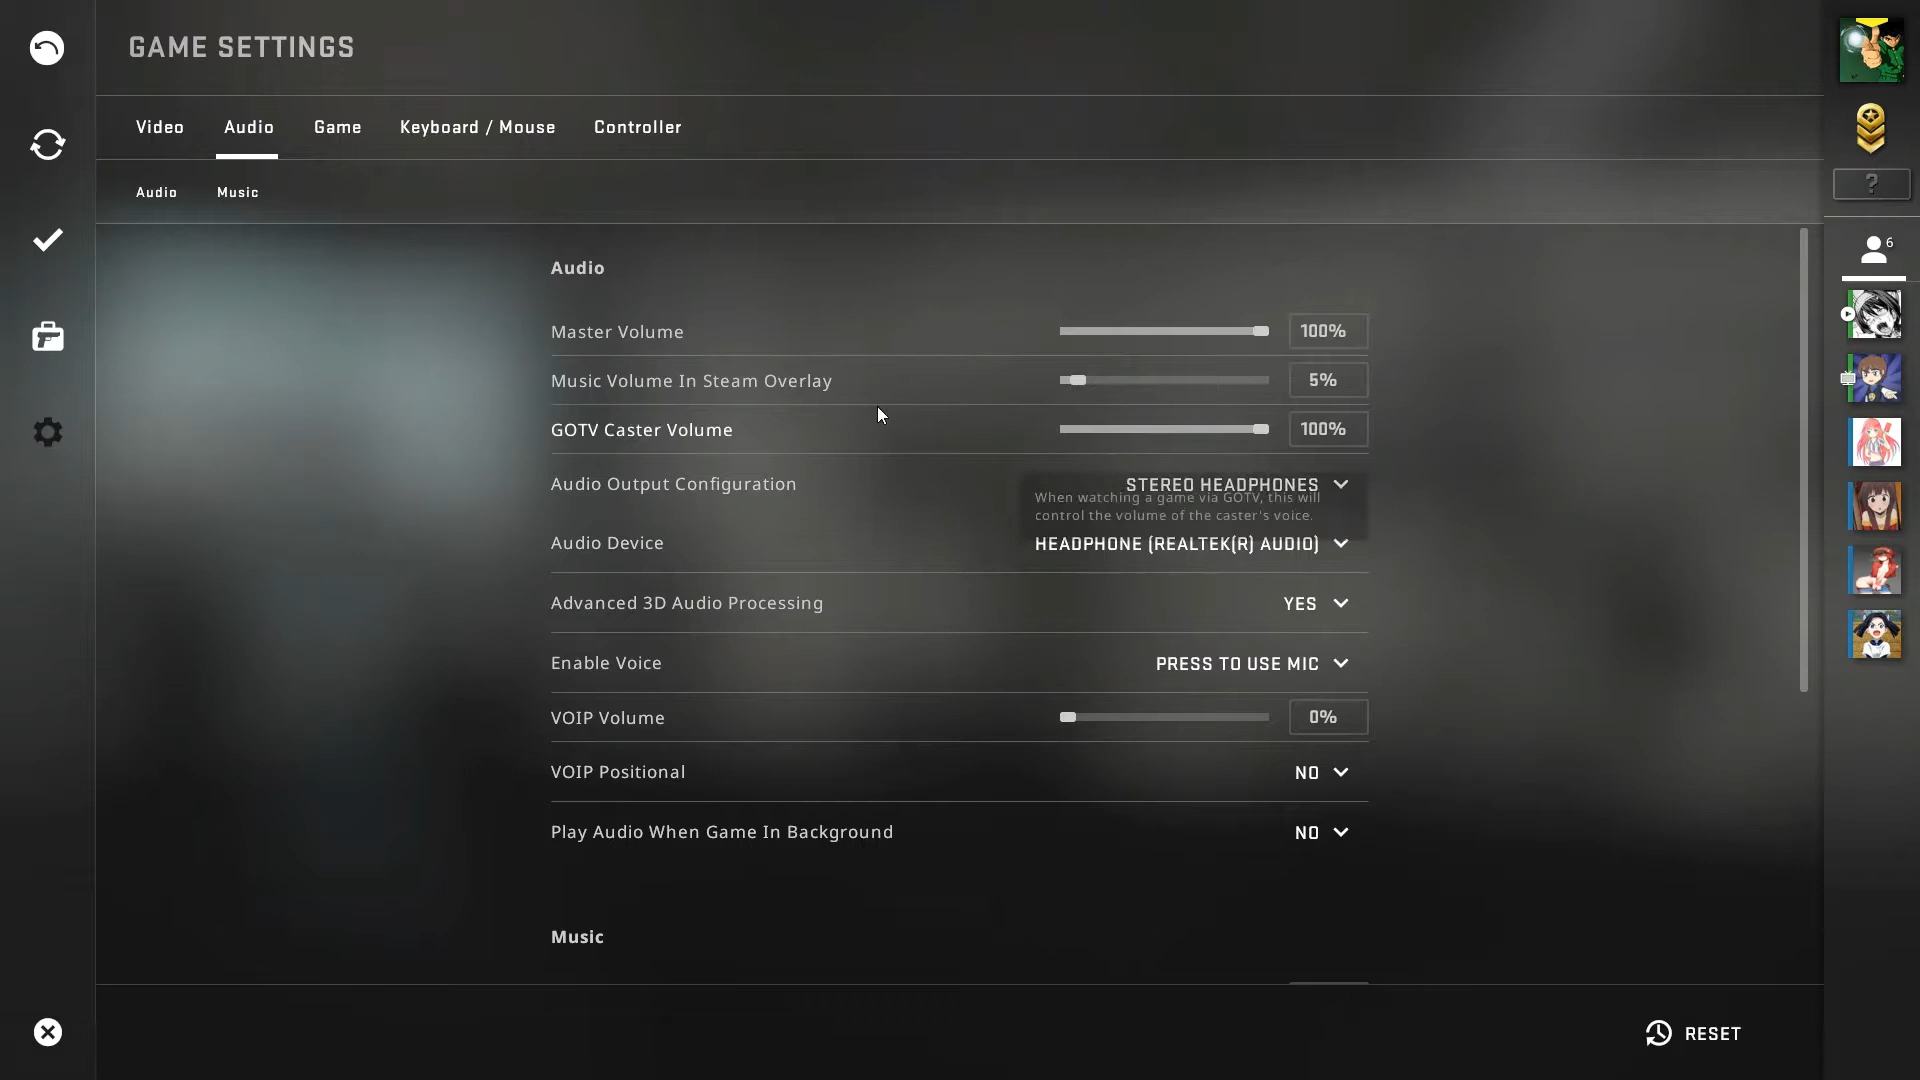 GAME SETTINGS
Video
Audio
Game
Keyboard / Mouse
Controller
Audio
Music
?
6
Audio
Master Volume
100%
Music Volume In Steam Overlay
5%
GOTV Caster Volume
100%
Audio Output Configuration
STEREO HEADPHONES
When watching a game via GOTV, this will
control the volume of the caster's voice.
Audio Device
HEADPHONE (REALTEK(R) AUDIO)
Advanced 3D Audio Processing
YES
Enable Voice
PRESS TO USE MIC
VOIP Volume
0%
VOIP Positional
NO
Play Audio When Game In Background
NO
Music
RESET